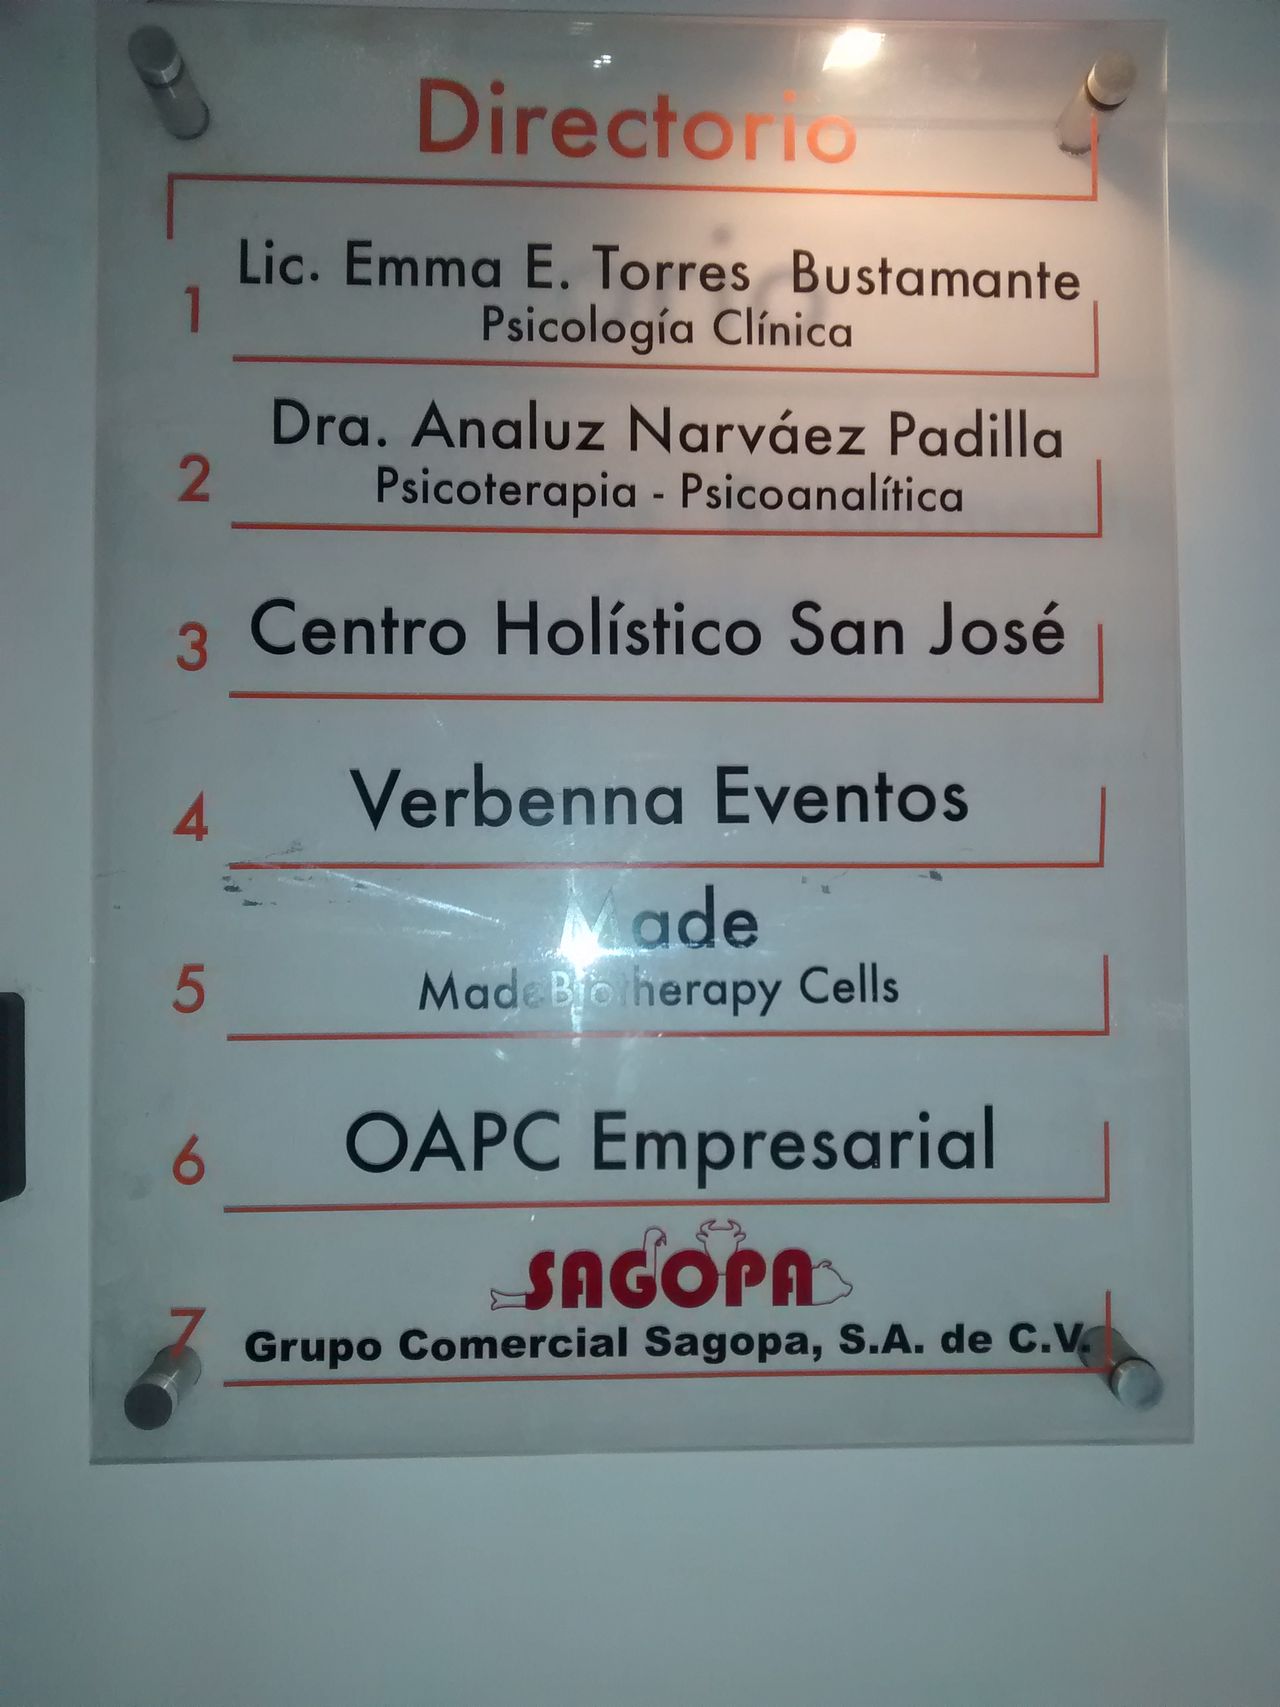 Directorio
1
Lic. Emma E. Torres Bustamante
Psicología Clínica
2
Dra. Analuz Narváez Padilla
Psicoterapia - Psicoanalítica
3
Centro Holístico San José
4
Verbenna Eventos
5
Made
MadeBiotherapy Cells
6
OAPC Empresarial
7
SAGOPA
Grupo Comercial Sagopa, S.A. de C.V.